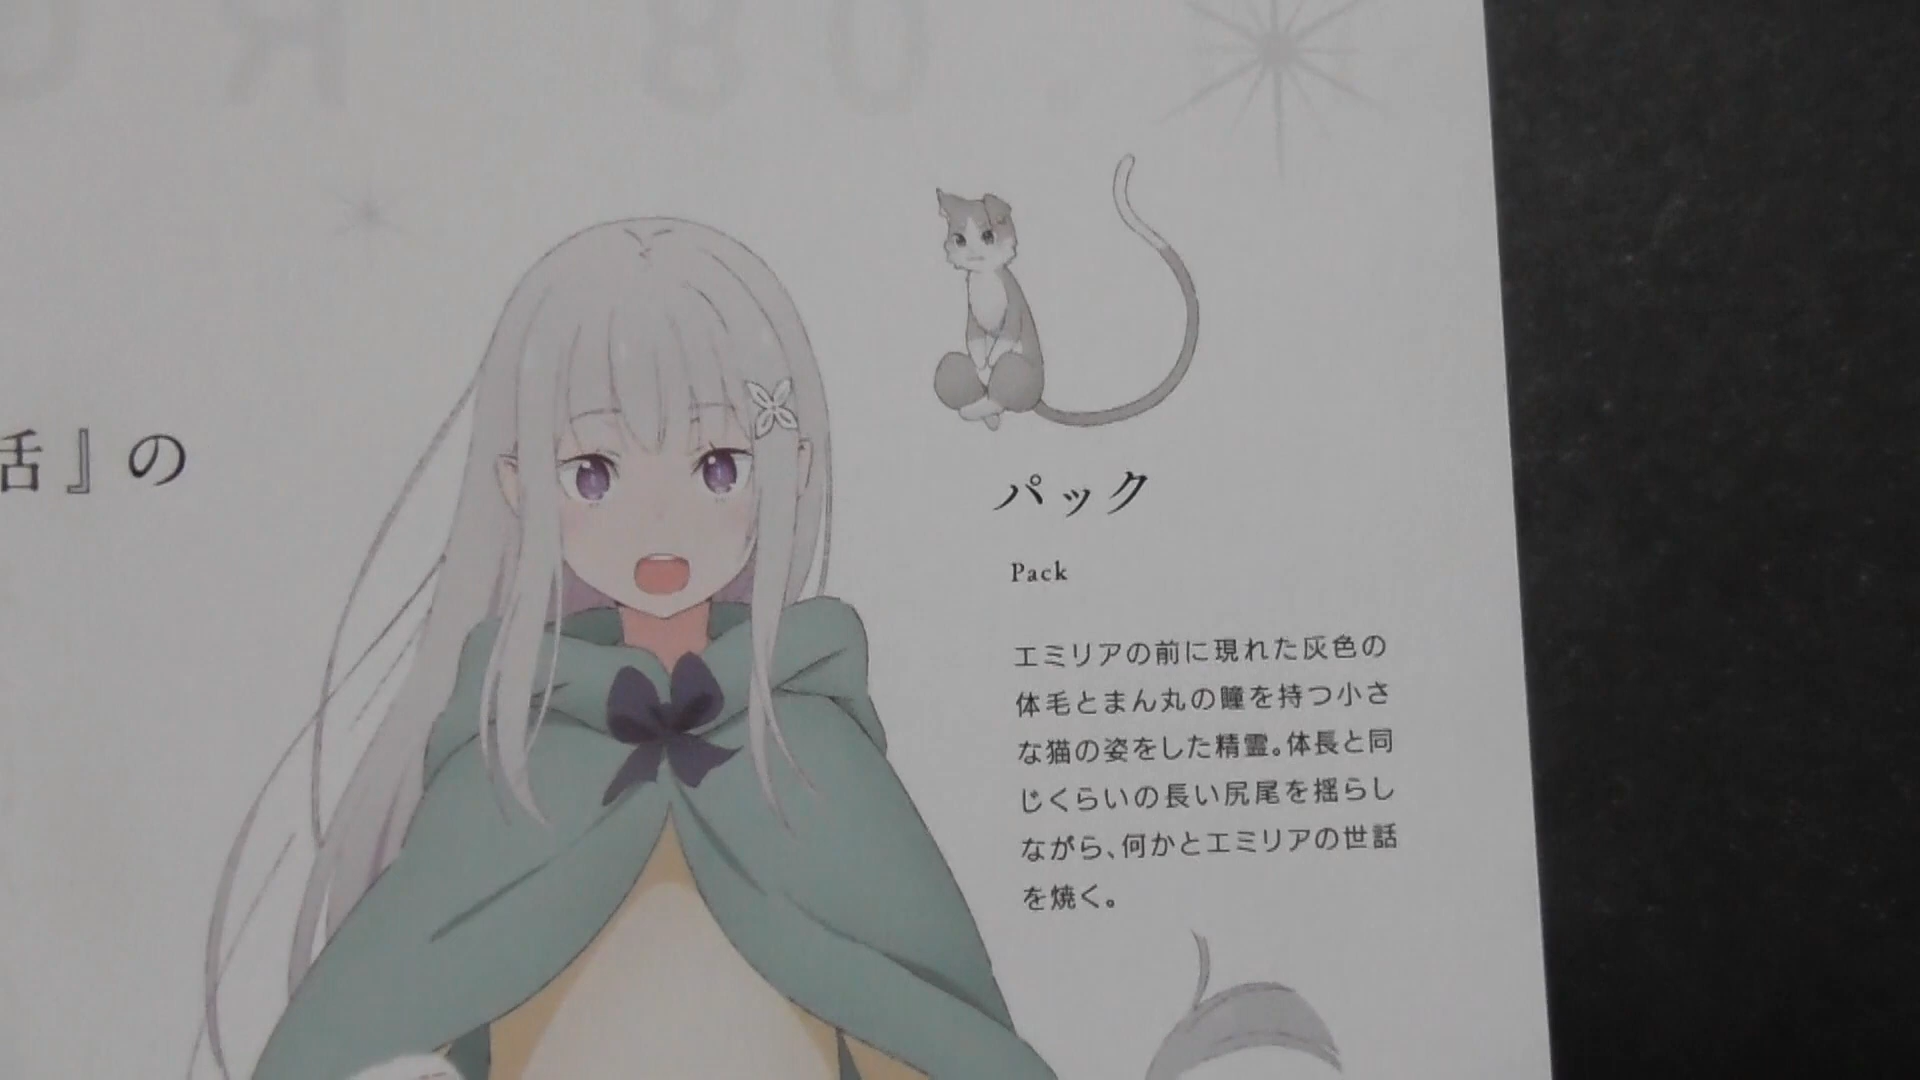 活』の
パック
Pack
エミリアの前に現れた灰色の
体毛とまん丸の瞳を持つ小さ
な猫の姿をした精霊。体長と同
じくらいの長い尻尾を揺らし
ながら、何かとエミリアの世話
を焼く。